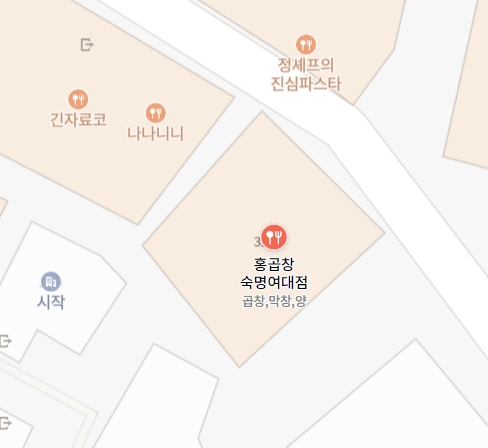 정셰프의
진심파스타
긴자료코
나나니니
홍곱창
숙명여대점
곱창,막창,양
시작